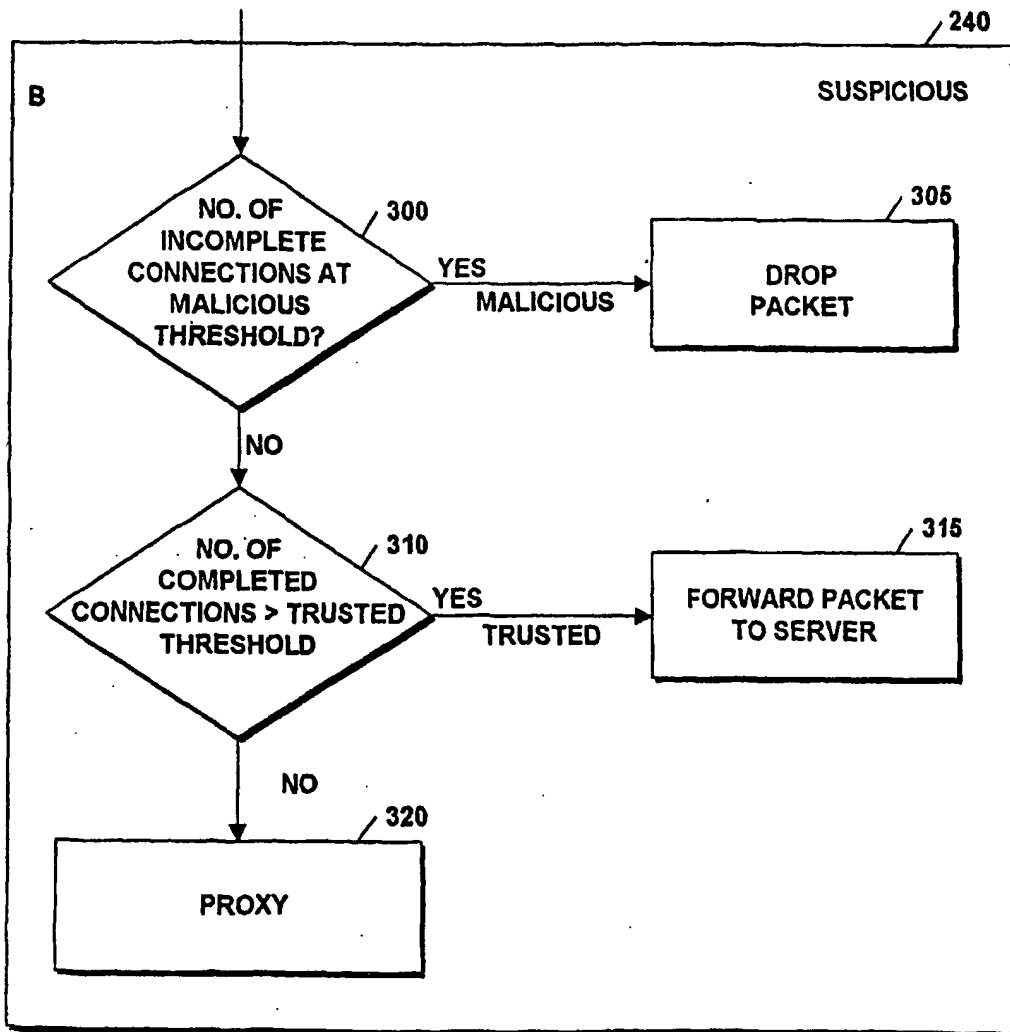 240
B
SUSPICIOUS
NO. OF
INCOMPLETE
CONNECTIONS AT
MALICIOUS
THRESHOLD?
300
YES
MALICIOUS
305
DROP
PACKET
NO
NO. OF
COMPLETED
CONNECTIONS > TRUSTED
THRESHOLD
310
YES
TRUSTED
315
FORWARD PACKET
TO SERVER
NO
320
PROXY